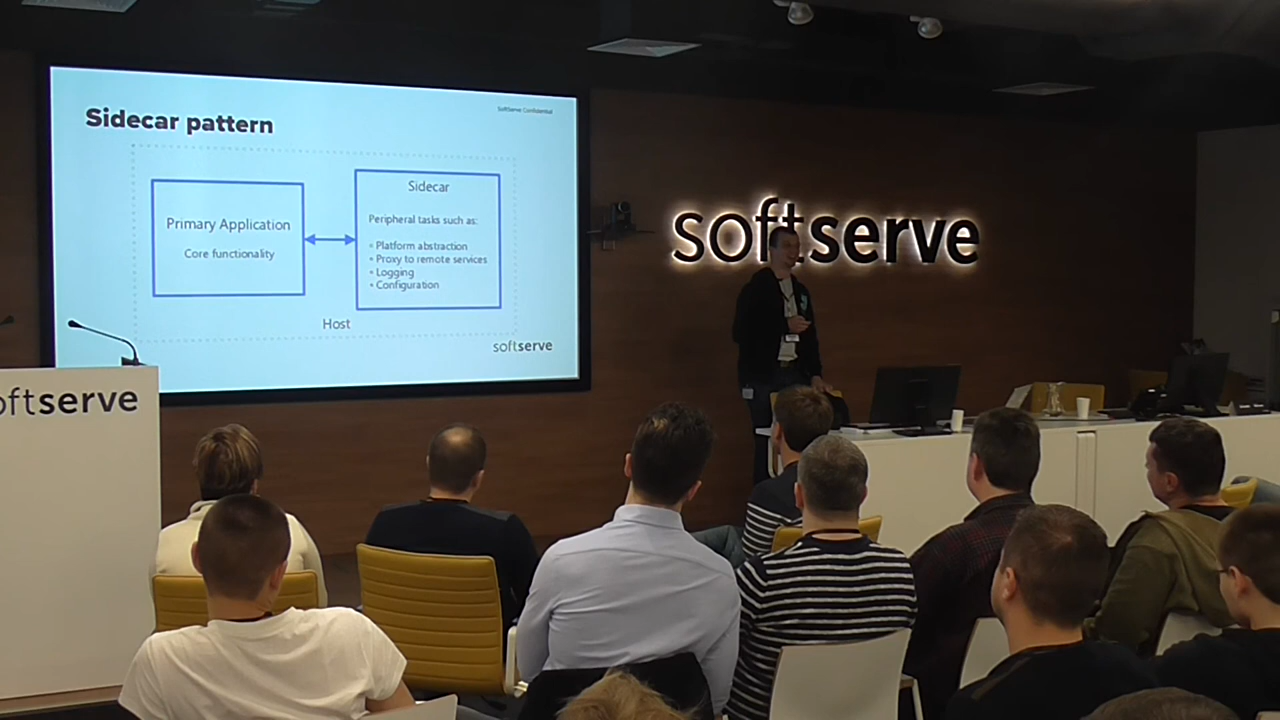 SoftServe Confidential
Sidecar pattern
Primary Application
Core functionality
Sidecar
Peripheral tasks such as:
• Platform abstraction
• Proxy to remote services
• Logging
• Configuration
Host
softserve
softserve
oftserve